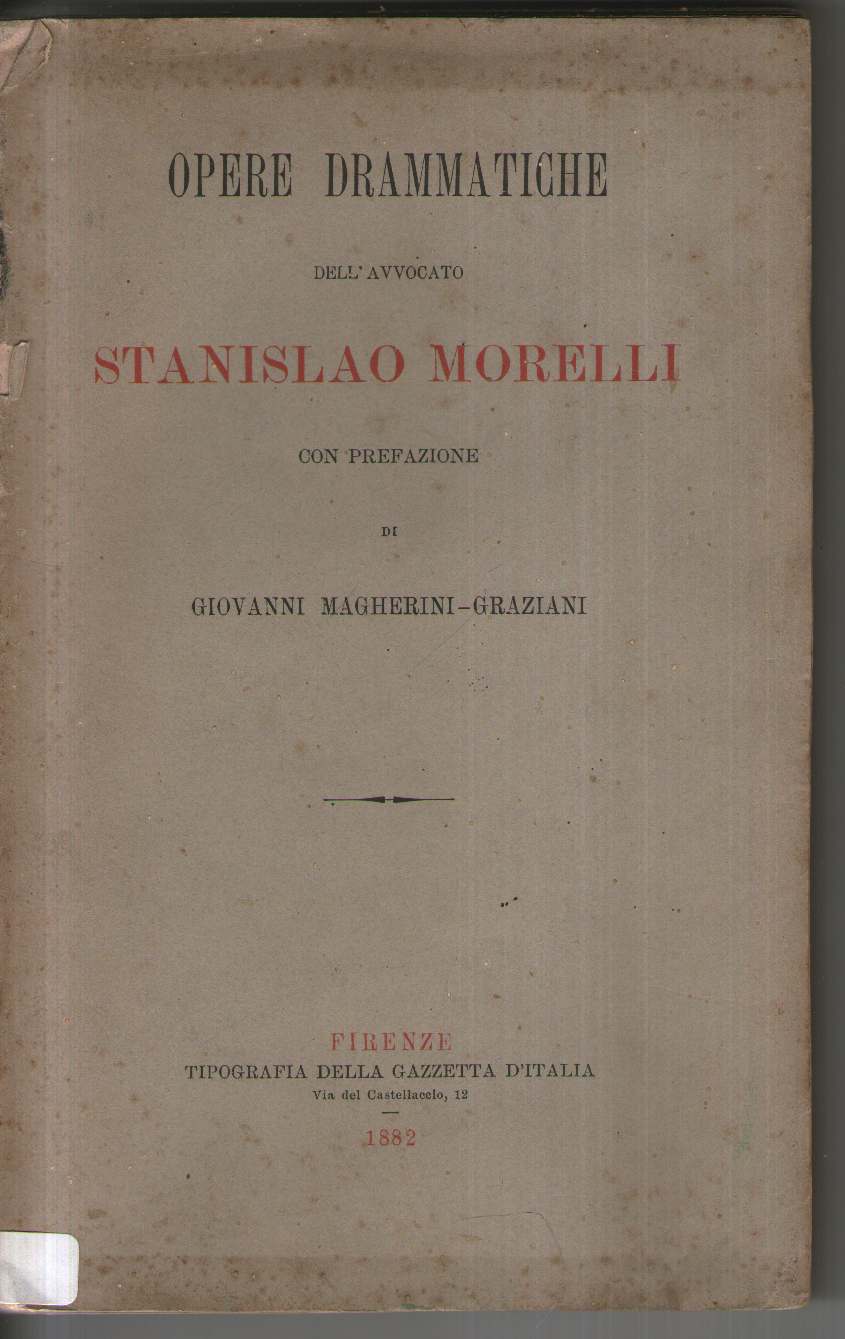 OPERE DRAMMATICHE
DELL' AVVOCATO
STANISLAO MORELLI
CON PREFAZIONE
DI
GIOVANNI MAGHERINI-GRAZIANI
FIRENZE
TIPOGRAFIA DELLA GAZZETTA D'ITALIA
Via del Castellaccio, 12
1882